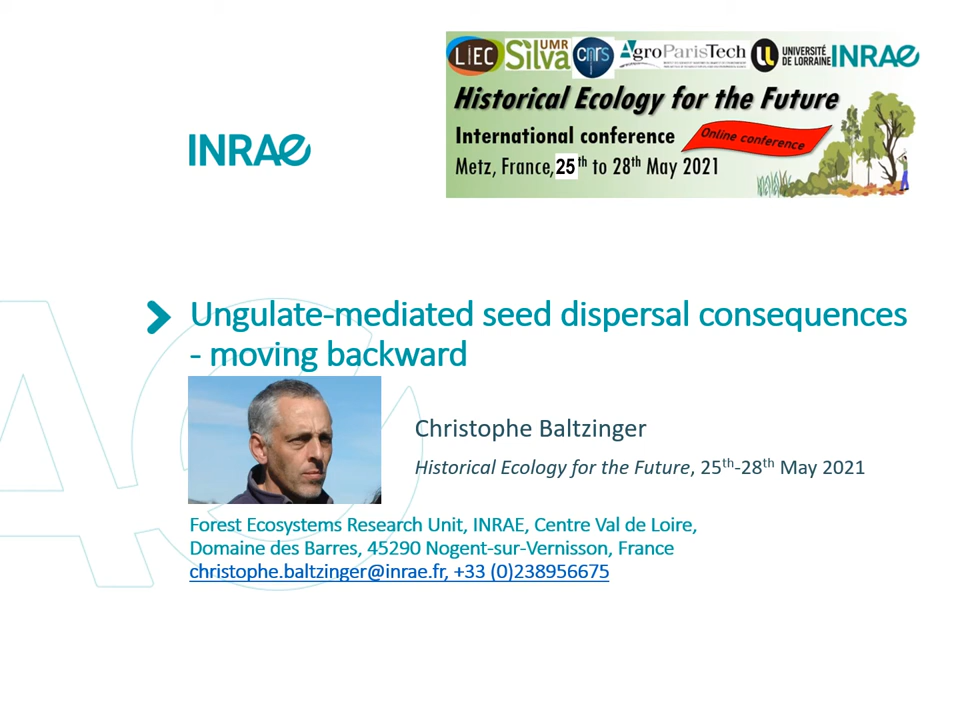 LiEC
UMR
Silva
cnrs
AgroParisTech
UNIVERSITÉ
DE LORRAINE
INRAE
Historical Ecology for the Future
International conference
Online conference
Metz, France, 25th to 28th May 2021
INRAE
Ungulate-mediated seed dispersal consequences
- moving backward
Christophe Baltzinger
Historical Ecology for the Future, 25th-28th May 2021
Forest Ecosystems Research Unit, INRAE, Centre Val de Loire,
Domaine des Barres, 45290 Nogent-sur-Vernisson, France
christophe.baltzinger@inrae.fr, +33 (0)238956675